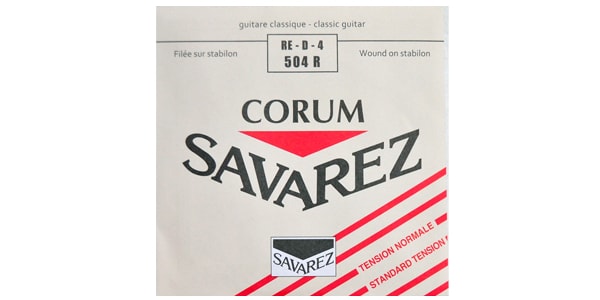 guitare classique - classic guitar
Filée sur stabilon
RE - D - 4
504 R
Wound on stabilon
CORUM
SAVAREZ
SAVAREZ
TENSION NORMALE
STANDARD TENSION